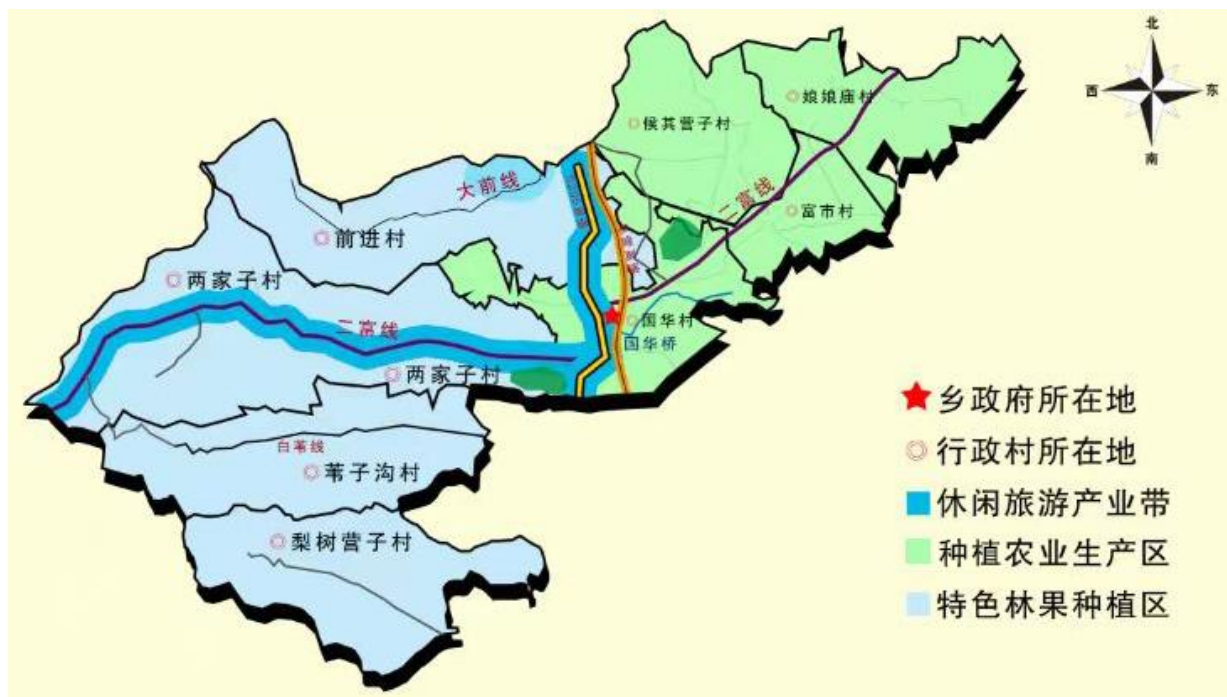 北
西
东
南
娘娘庙村
侯其营子村
大前线
二富线
富市村
前进村
两家子村
国华村
二富线
国华桥
两家子村
白苇线
苇子沟村
梨树营子村
乡政府所在地
行政村所在地
休闲旅游产业带
种植农业生产区
特色林果种植区